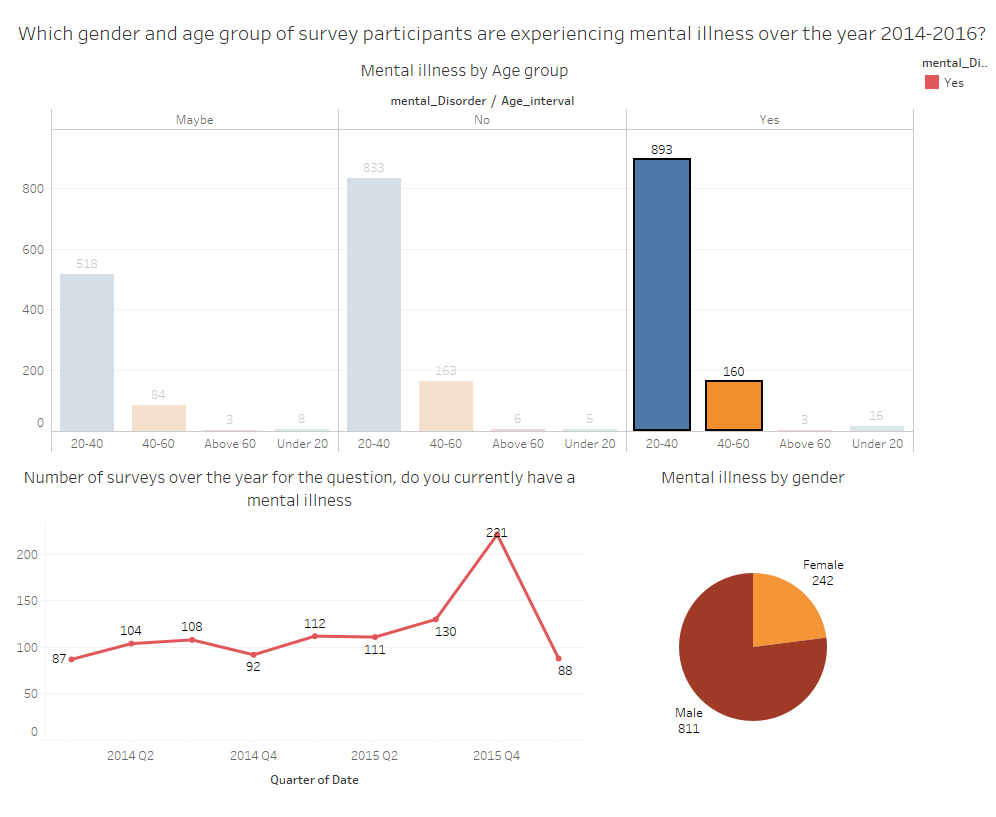 Which gender and age group of survey participants are experiencing mental illness over the year 2014-2016?
Mental illness by Age group
mental_Di..
Yes
mental_Disorder / Age_interval
Maybe No Yes
800
600
400
200
0
518 84 3 8
833 163 6 5
893 160 3 16
20-40 40-60 Above 60 Under 20 20-40 40-60 Above 60 Under 20 20-40 40-60 Above 60 Under 20
Number of surveys over the year for the question, do you currently have a
mental illness
200
150
100
50
0
87 104 108 92 112 111 130 221 88
2014 Q2 2014 Q4 2015 Q2 2015 Q4
Quarter of Date
Mental illness by gender
Female
242
Male
811